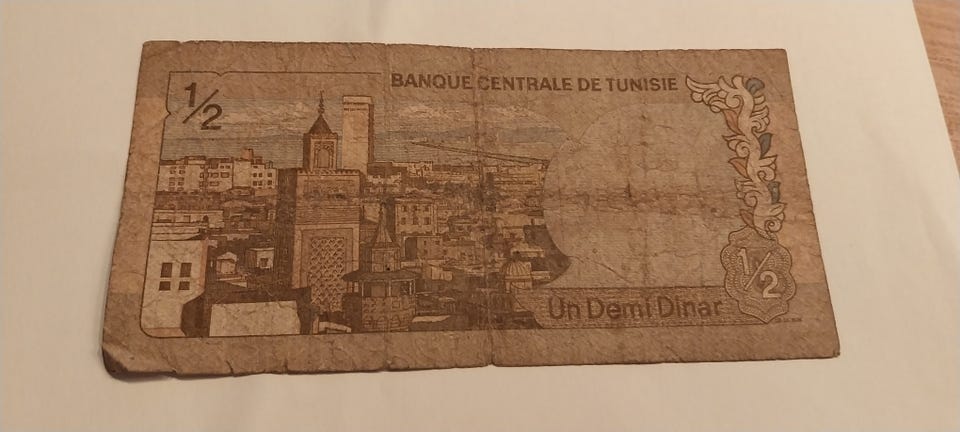 BANQUE CENTRALE DE TUNISIE
1/2
1/2
Un Demi Dinar